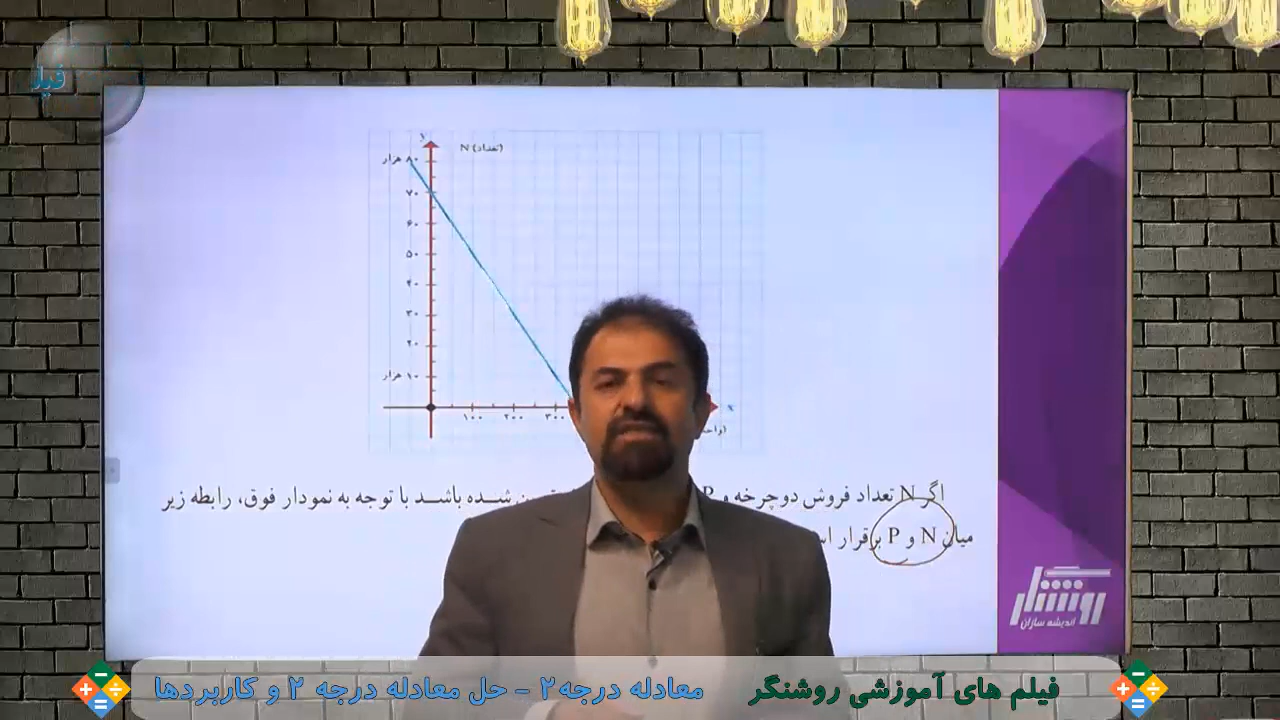 فیلم
y
N (تعداد)
۸۰ هزار
۷۰
۶۰
۵۰
۴۰
۳۰
۲۰
۱۰ هزار
۱۰۰ ۲۰۰ ۳۰۰ x
اگر N تعداد فروش دوچرخه و P شده باشد با توجه به نمودار فوق، رابطه زیر
میان N و P برقرار
روشنگر
اندیشه سازان
فیلم های آموزشی روشنگر معادله درجه۲ - حل معادله درجه ۲ و کاربردها